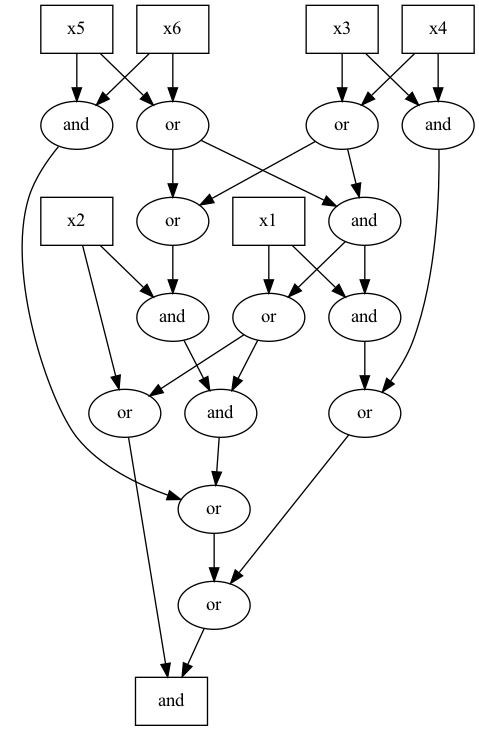 x5 x6 x3 x4
and or or and
x2 or x1 and
and or and
or and or
or
or
and